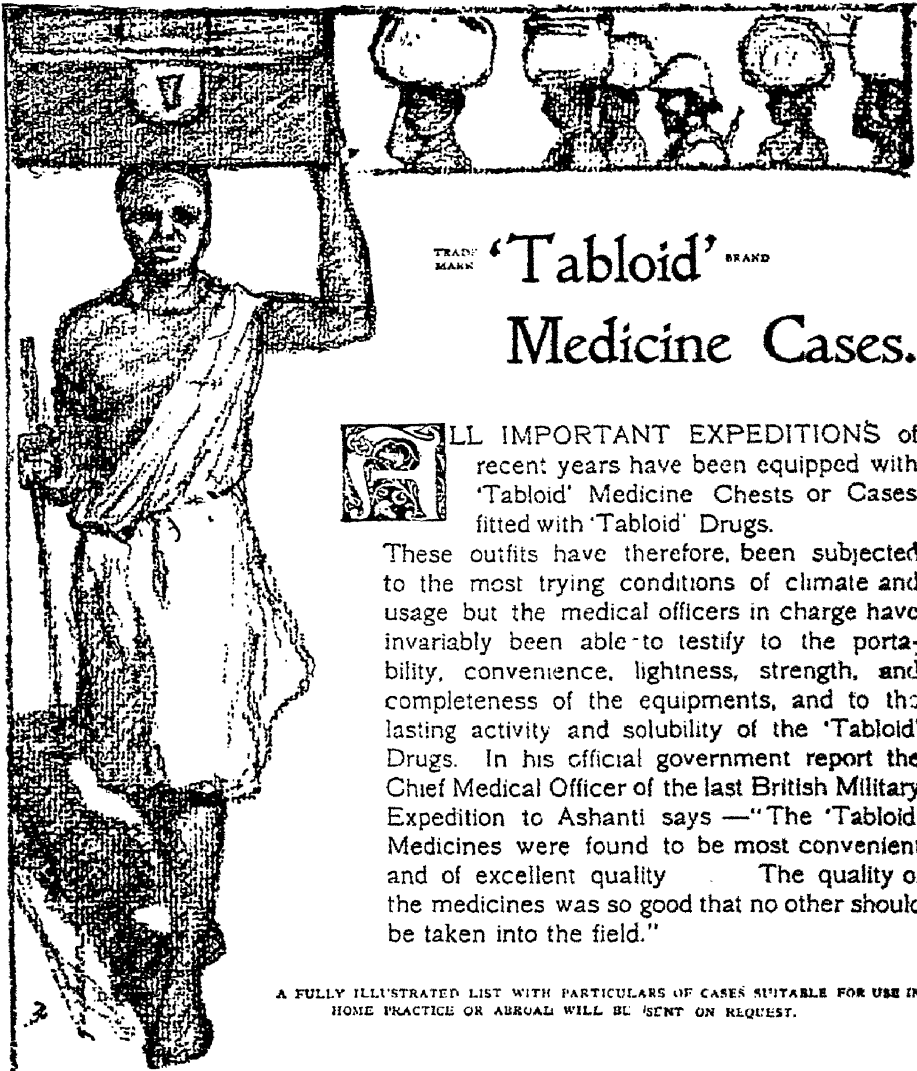 7
TRADE MARK 'Tabloid' BRAND
Medicine Cases.
ALL IMPORTANT EXPEDITIONS of
recent years have been equipped with
'Tabloid' Medicine Chests or Cases
fitted with 'Tabloid' Drugs.
These outfits have therefore, been subjected
to the most trying conditions of climate and
usage but the medical officers in charge have
invariably been able to testify to the porta-
bility, convenience, lightness, strength, and
completeness of the equipments, and to the
lasting activity and solubility of the 'Tabloid'
Drugs. In his official government report the
Chief Medical Officer of the last British Military
Expedition to Ashanti says —"The 'Tabloid
Medicines were found to be most convenient
and of excellent quality The quality o
the medicines was so good that no other should
be taken into the field."
A FULLY ILLUSTRATED LIST WITH PARTICULARS OF CASES SUITABLE FOR USE IN
HOME PRACTICE OR ABROAD WILL BE SENT ON REQUEST.